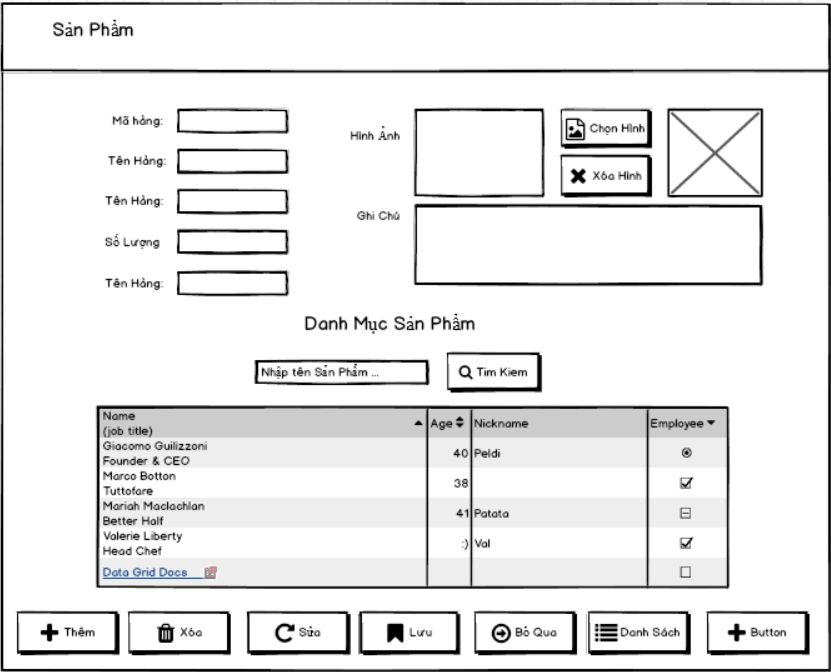 Sản Phẩm
Mã hàng:
Hình Ảnh
Chọn Hình
Tên Hàng:
Xóa Hình
Tên Hàng:
Ghi Chú
Số Lượng
Tên Hàng:
Danh Mục Sản Phẩm
Nhập tên Sản Phẩm ...
Tim Kiem
Name
(job title)
Age
Nickname
Employee
Giacomo Guilizzoni
Founder & CEO
40
Peldi
Marco Botton
Tuttofare
38
Mariah Maclachlan
Better Half
41
Patata
Valerie Liberty
Head Chef
:)
Val
Data Grid Docs
Thêm
Xóa
Sửa
Lưu
Bỏ Qua
Danh Sách
Button